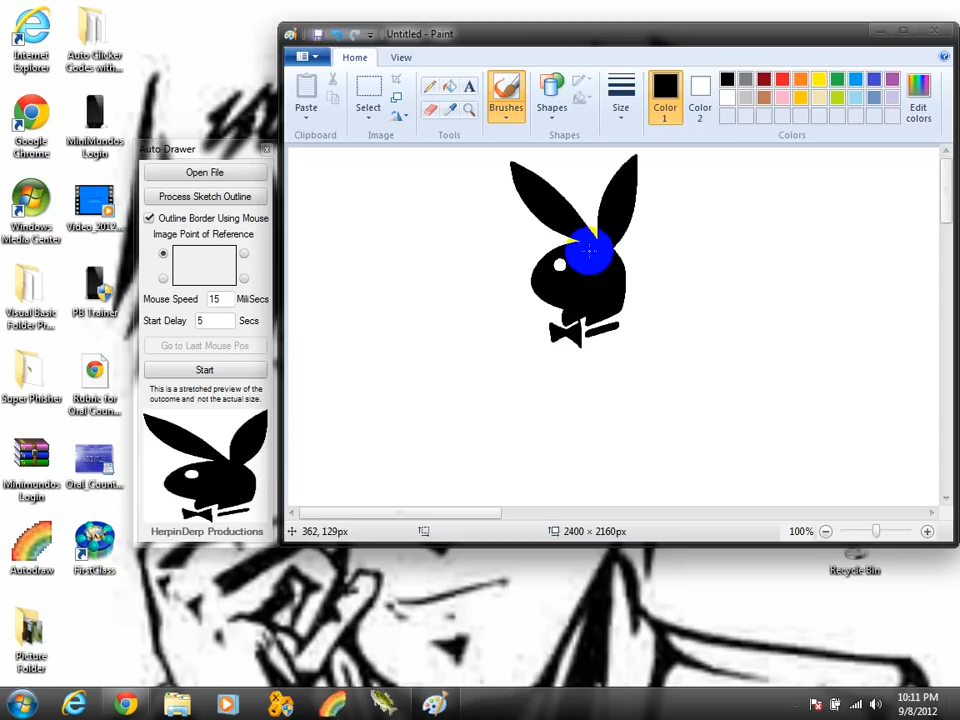 Internet
Explorer
Auto Clicker
Codes with...
Google
Chrome
MiniMundos
Login
Windows
Media Center
Video_2012...
Visual Basic
Folder Pr...
PB Trainer
Super Phisher
Rubric for
Oral Coun...
Minimundos
Login
Oral_Count...
Autodraw
FirstClass
Picture
Folder
Auto Drawer
Open File
Process Sketch Outline
Outline Border Using Mouse
Image Point of Reference
Mouse Speed 15 MiliSecs
Start Delay 5 Secs
Go to Last Mouse Pos
Start
This is a stretched preview of the
outcome and not the actual size.
HerpinDerp Productions
Untitled - Paint
Home View
Paste
Select
A
Brushes
Shapes
Size
Color
1
Color
2
Edit
colors
Clipboard Image Tools Shapes Colors
362, 129px
2400 × 2160px
100%
Recycle Bin
10:11 PM
9/8/2012